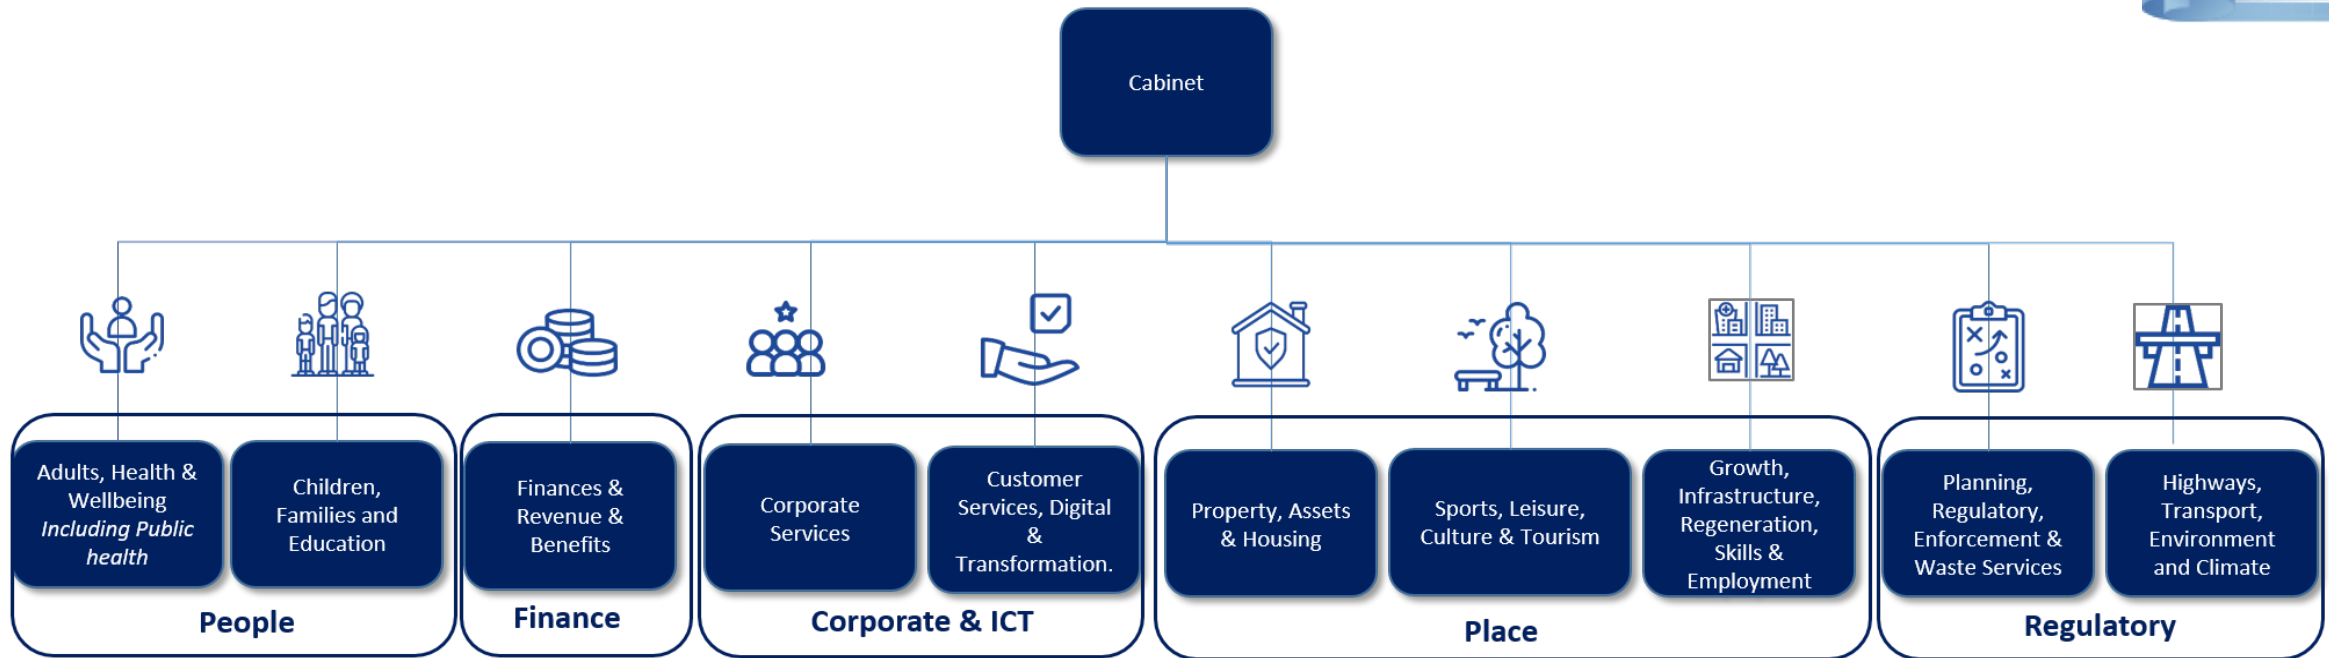 Cabinet
Adults, Health &
Wellbeing
Including Public
health
Children,
Families and
Education
Finances &
Revenue &
Benefits
Corporate
Services
Customer
Services, Digital
&
Transformation.
Property, Assets
& Housing
Sports, Leisure,
Culture & Tourism
Growth,
Infrastructure,
Regeneration,
Skills &
Employment
Planning,
Regulatory,
Enforcement &
Waste Services
Highways,
Transport,
Environment
and Climate
People
Finance
Corporate & ICT
Place
Regulatory